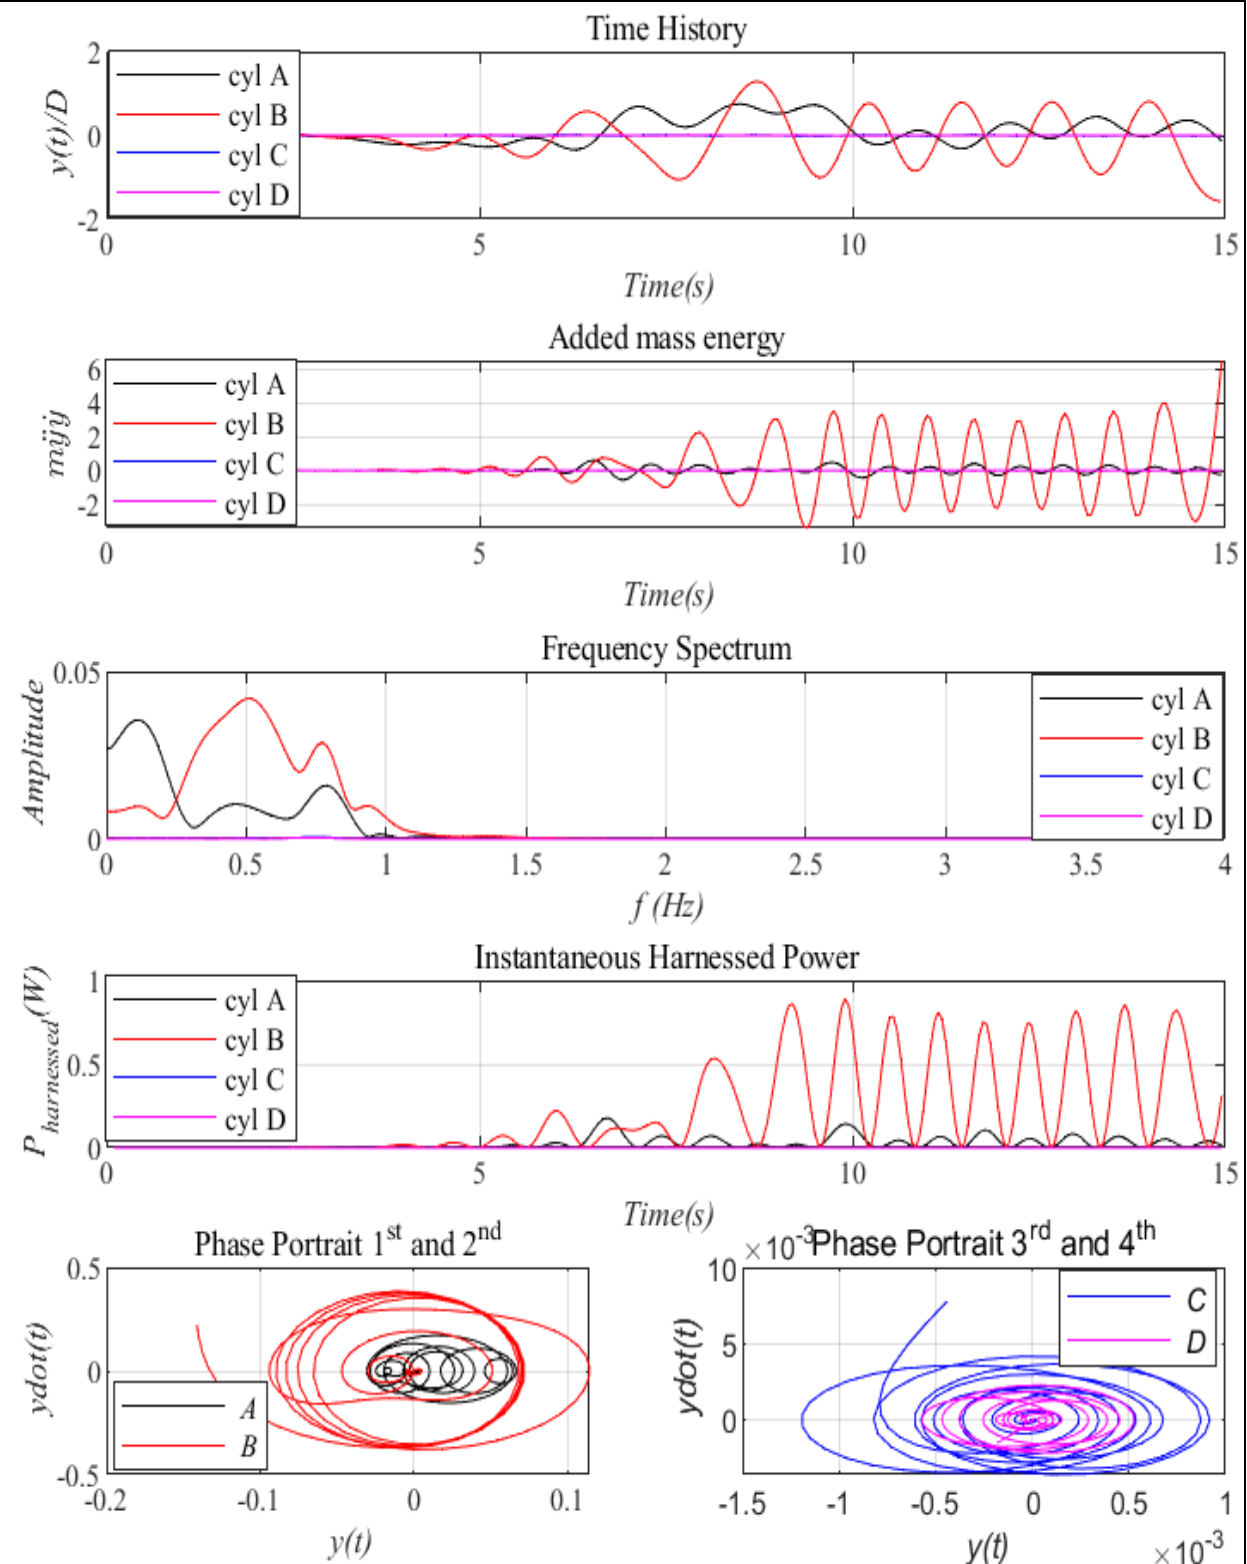 Time History
y(t)/D
2
0
-2
cyl A
cyl B
cyl C
cyl D
0 5 10 15
Time(s)
Added mass energy
mÿẏ
6
4
2
0
-2
cyl A
cyl B
cyl C
cyl D
0 5 10 15
Time(s)
Frequency Spectrum
Amplitude
0.05
0
cyl A
cyl B
cyl C
cyl D
0 0.5 1 1.5 2 2.5 3 3.5 4
f (Hz)
Instantaneous Harnessed Power
P harnessed(W)
1
0.5
0
cyl A
cyl B
cyl C
cyl D
0 5 10 15
Time(s)
Phase Portrait 1st and 2nd
ydot(t)
0.5
0
-0.5
A
B
-0.2 -0.1 0 0.1
y(t)
×10-3
Phase Portrait 3rd and 4th
ydot(t)
10
5
0
C
D
-1.5 -1 -0.5 0 0.5 1
y(t)
×10-3